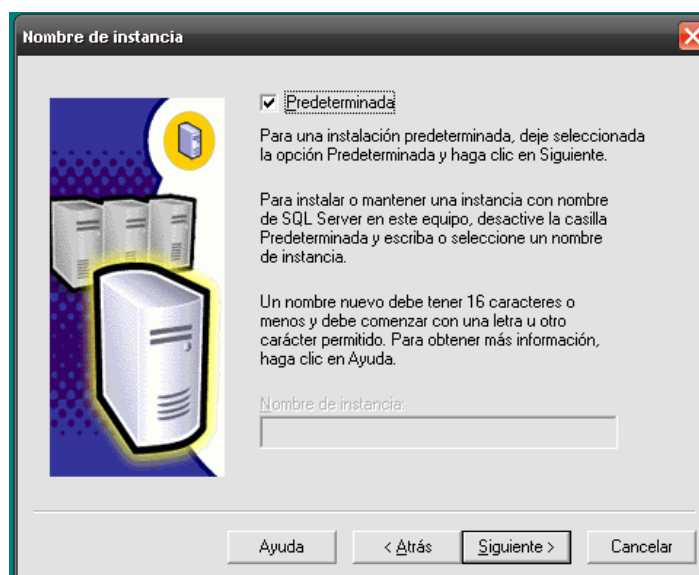 Nombre de instancia
Predeterminada
Para una instalación predeterminada, deje seleccionada
la opción Predeterminada y haga clic en Siguiente.
Para instalar o mantener una instancia con nombre
de SQL Server en este equipo, desactive la casilla
Predeterminada y escriba o seleccione un nombre
de instancia.
Un nombre nuevo debe tener 16 caracteres o
menos y debe comenzar con una letra u otro
carácter permitido. Para obtener más información,
haga clic en Ayuda.
Nombre de instancia:
Ayuda < Atrás Siguiente > Cancelar